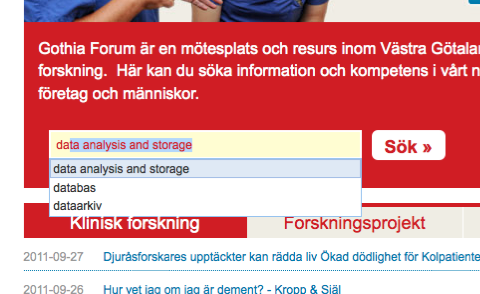 Gothia Forum är en mötesplats och resurs inom Västra Götala
forskning. Här kan du söka information och kompetens i vårt n
företag och människor.
data analysis and storage
Sök »
data analysis and storage
databas
dataarkiv
Klinisk forskning
Forskningsprojekt
2011-09-27 Djuråsforskares upptäckter kan rädda liv Ökad dödlighet för Kolpatiente
2011-09-26 Hur vet jag om jag är dement? - Kropp & Själ